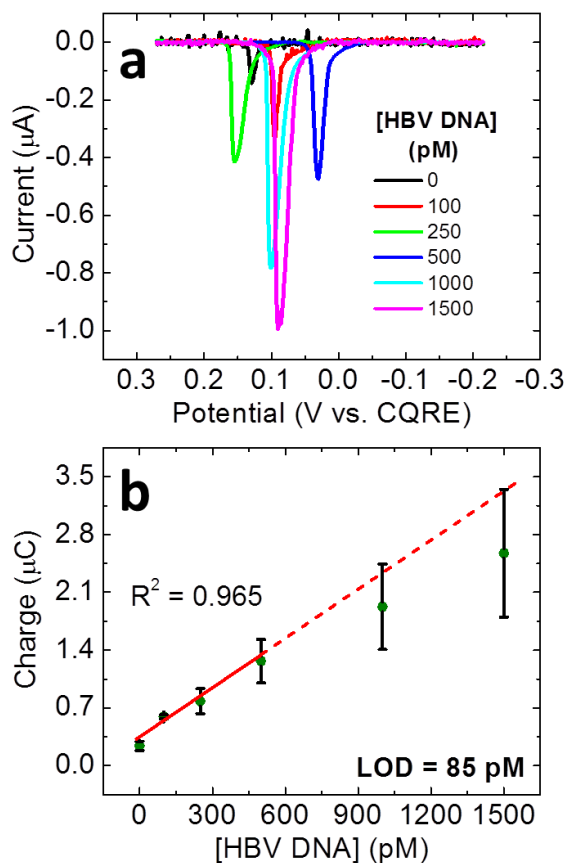 a
0.0
-0.2
-0.4
-0.6
-0.8
-1.0
Current (μA)
[HBV DNA]
(pM)
0
100
250
500
1000
1500
0.3 0.2 0.1 0.0 -0.1 -0.2 -0.3
Potential (V vs. CQRE)
b
3.5
2.8
2.1
1.4
0.7
0.0
Charge (μC)
R² = 0.965
LOD = 85 pM
0 300 600 900 1200 1500
[HBV DNA] (pM)